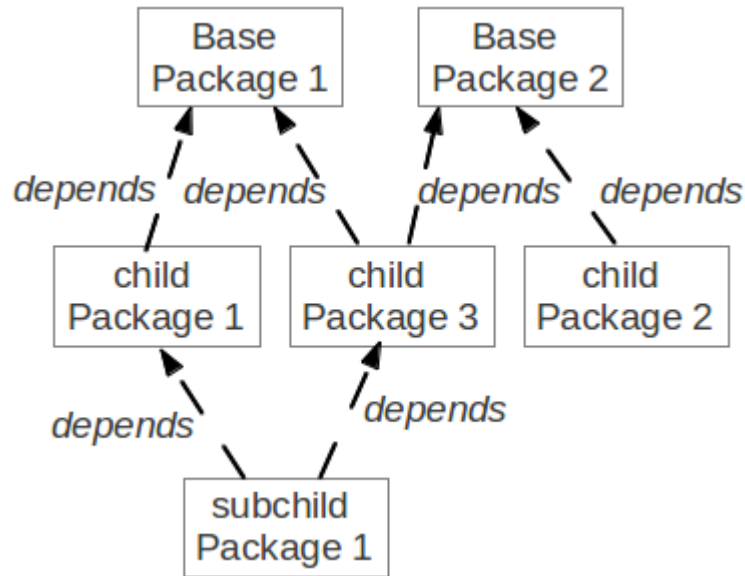 Base
Package 1
Base
Package 2
depends
depends
depends
depends
child
Package 1
child
Package 3
child
Package 2
depends
depends
subchild
Package 1